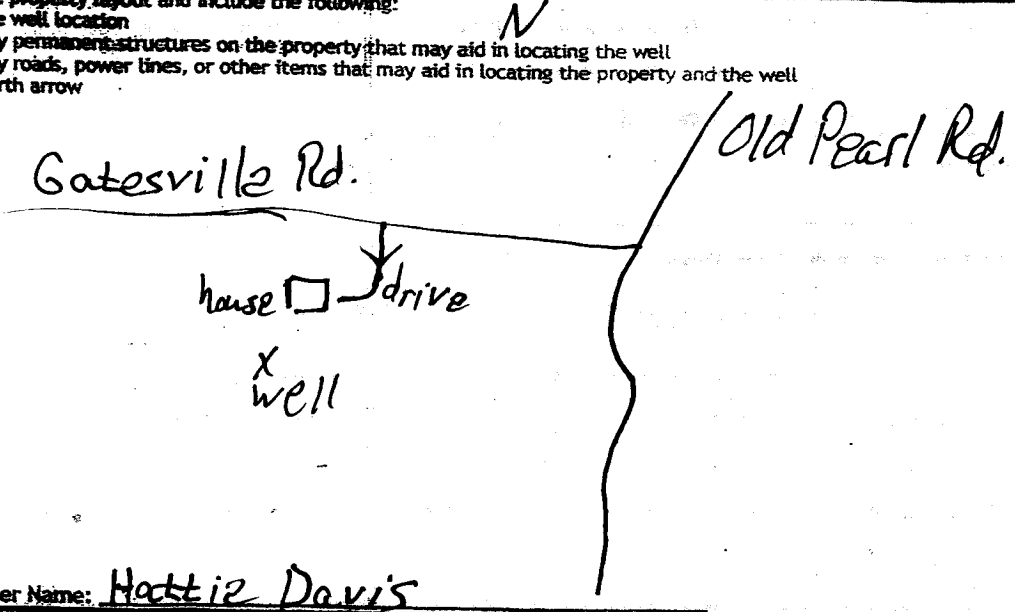 property layout and include the following:
well location
permanent structures on the property that may aid in locating the well
roads, power lines, or other items that may aid in locating the property and the well
arrow
N
Old Pearl Rd.
Gatesville Rd.
house
drive
X
well
Name: Hattie Davis